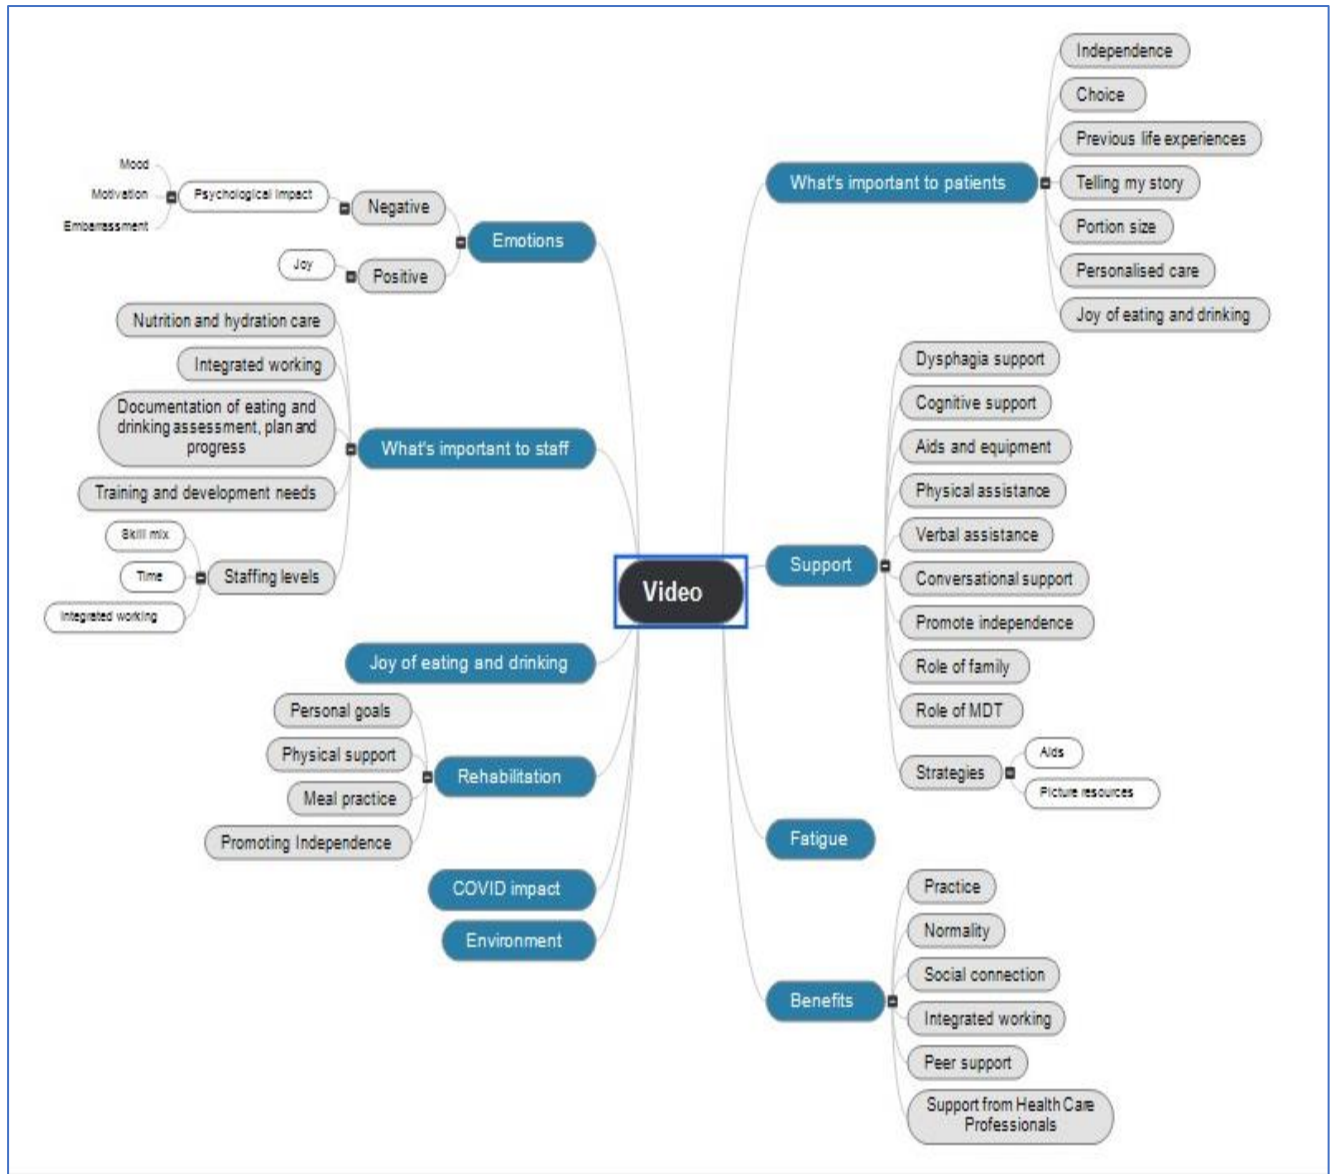 Video
What's important to patients
Independence
Choice
Previous life experiences
Telling my story
Portion size
Personalised care
Joy of eating and drinking
Support
Dysphagia support
Cognitive support
Aids and equipment
Physical assistance
Verbal assistance
Conversational support
Promote independence
Role of family
Role of MDT
Strategies
Aids
Picture resources
Fatigue
Benefits
Practice
Normality
Social connection
Integrated working
Peer support
Support from Health Care
Professionals
Emotions
Negative
Psychological impact
Mood
Motivation
Embarrassment
Positive
Joy
What's important to staff
Nutrition and hydration care
Integrated working
Documentation of eating and
drinking assessment, plan and
progress
Training and development needs
Staffing levels
Skill mix
Time
Integrated working
Joy of eating and drinking
Rehabilitation
Personal goals
Physical support
Meal practice
Promoting Independence
COVID impact
Environment